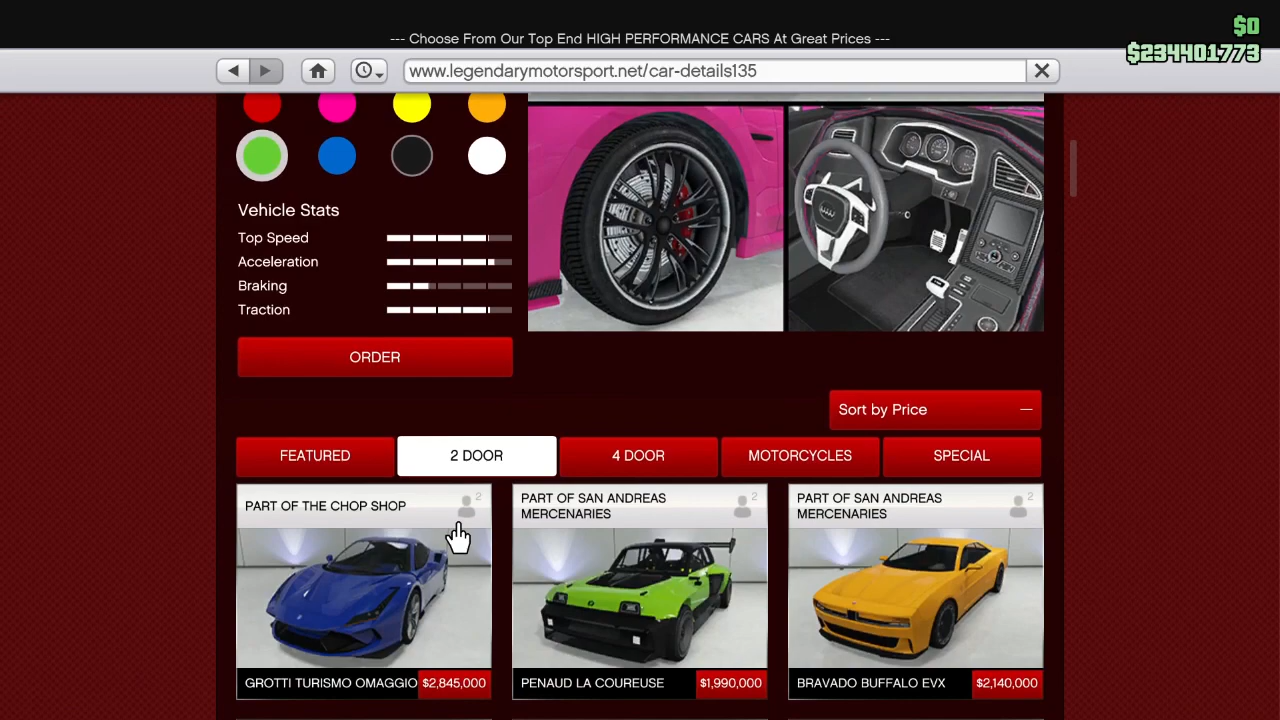 $0
$234401773
--- Choose From Our Top End HIGH PERFORMANCE CARS At Great Prices ---
www.legendarymotorsport.net/car-details135
Vehicle Stats
Top Speed
Acceleration
Braking
Traction
ORDER
Sort by Price
FEATURED
2 DOOR
4 DOOR
MOTORCYCLES
SPECIAL
PART OF THE CHOP SHOP
2
PART OF SAN ANDREAS
MERCENARIES
2
PART OF SAN ANDREAS
MERCENARIES
2
GROTTI TURISMO OMAGGIO $2,845,000
PENAUD LA COUREUSE $1,990,000
BRAVADO BUFFALO EVX $2,140,000